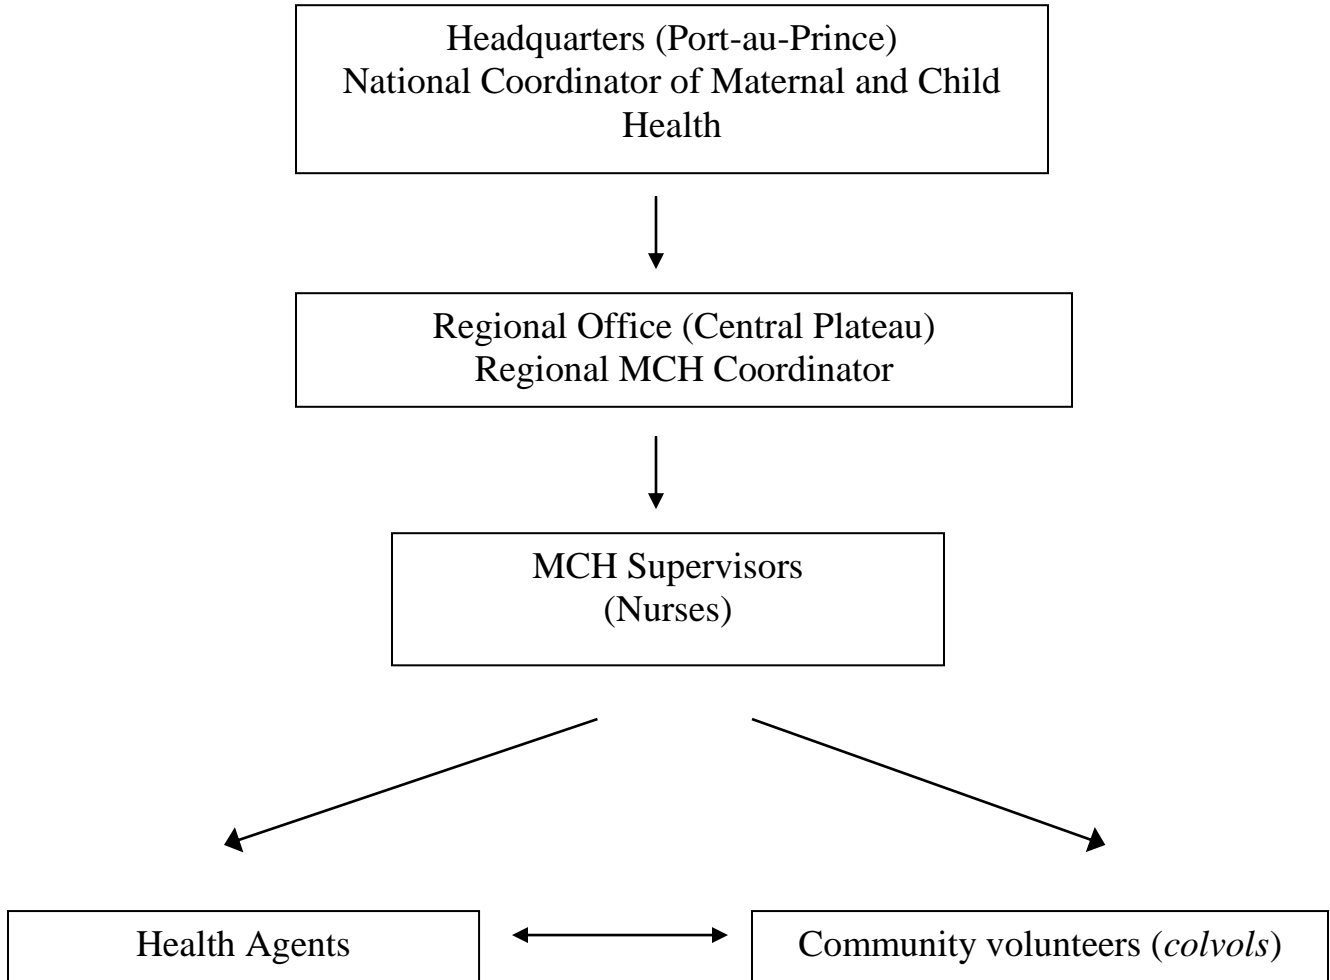 Headquarters (Port-au-Prince)
National Coordinator of Maternal and Child
Health
Regional Office (Central Plateau)
Regional MCH Coordinator
MCH Supervisors
(Nurses)
Health Agents
Community volunteers (colvols)